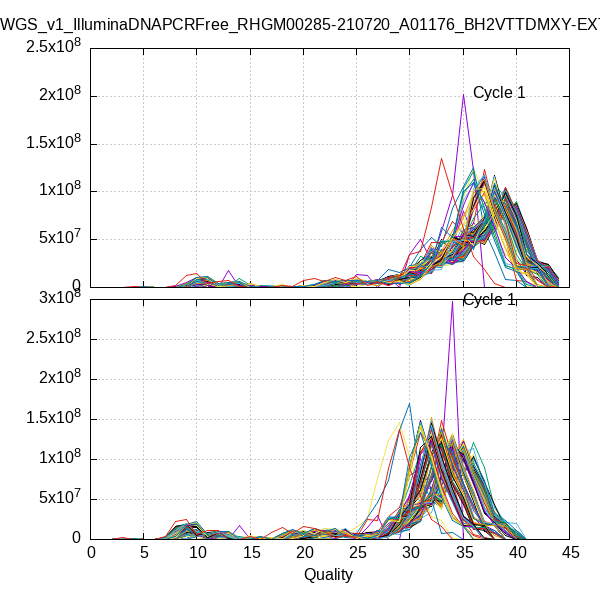 WGS_v1_IlluminaDNAPCRFree_RHGM00285-210720_A01176_BH2VTTDMXY-EXT
2.5x10^8
2x10^8
1.5x10^8
1x10^8
5x10^7
0
Cycle 1
3x10^8
2.5x10^8
2x10^8
1.5x10^8
1x10^8
5x10^7
0
Cycle 1
0 5 10 15 20 25 30 35 40 45
Quality